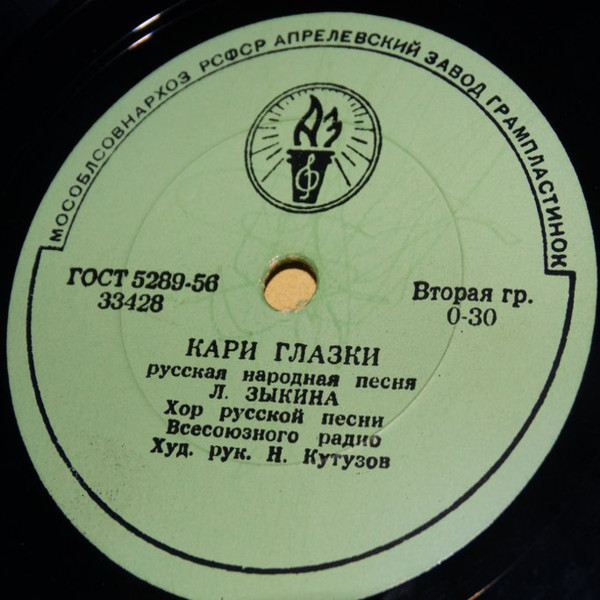 МОСОБЛСОВНАРХОЗ РСФСР АПРЕЛЕВСКИЙ ЗАВОД ГРАМПЛАСТИНОК
АЗ
ГОСТ 5289-56
33428
Вторая гр.
0-30
КАРИ ГЛАЗКИ
русская народная песня
Л. ЗЫКИНА
Хор русской песни
Всесоюзного радио
Худ. рук. Н. Кутузов